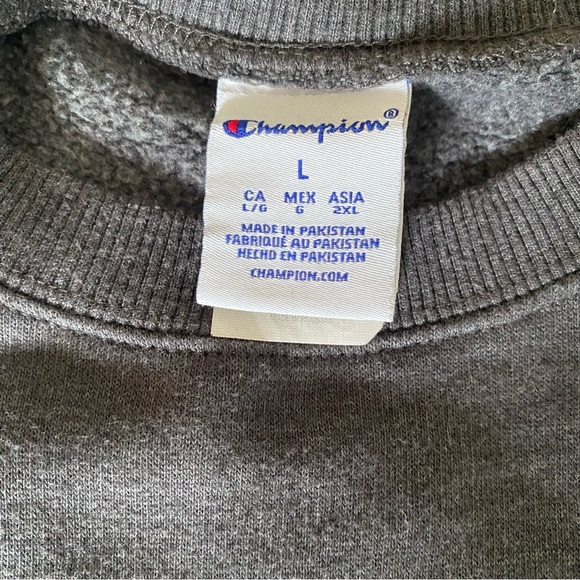 Champion®
L
CA MEX ASIA
L/G G 2XL
MADE IN PAKISTAN
FABRIQUÉ AU PAKISTAN
HECHO EN PAKISTAN
CHAMPION.COM